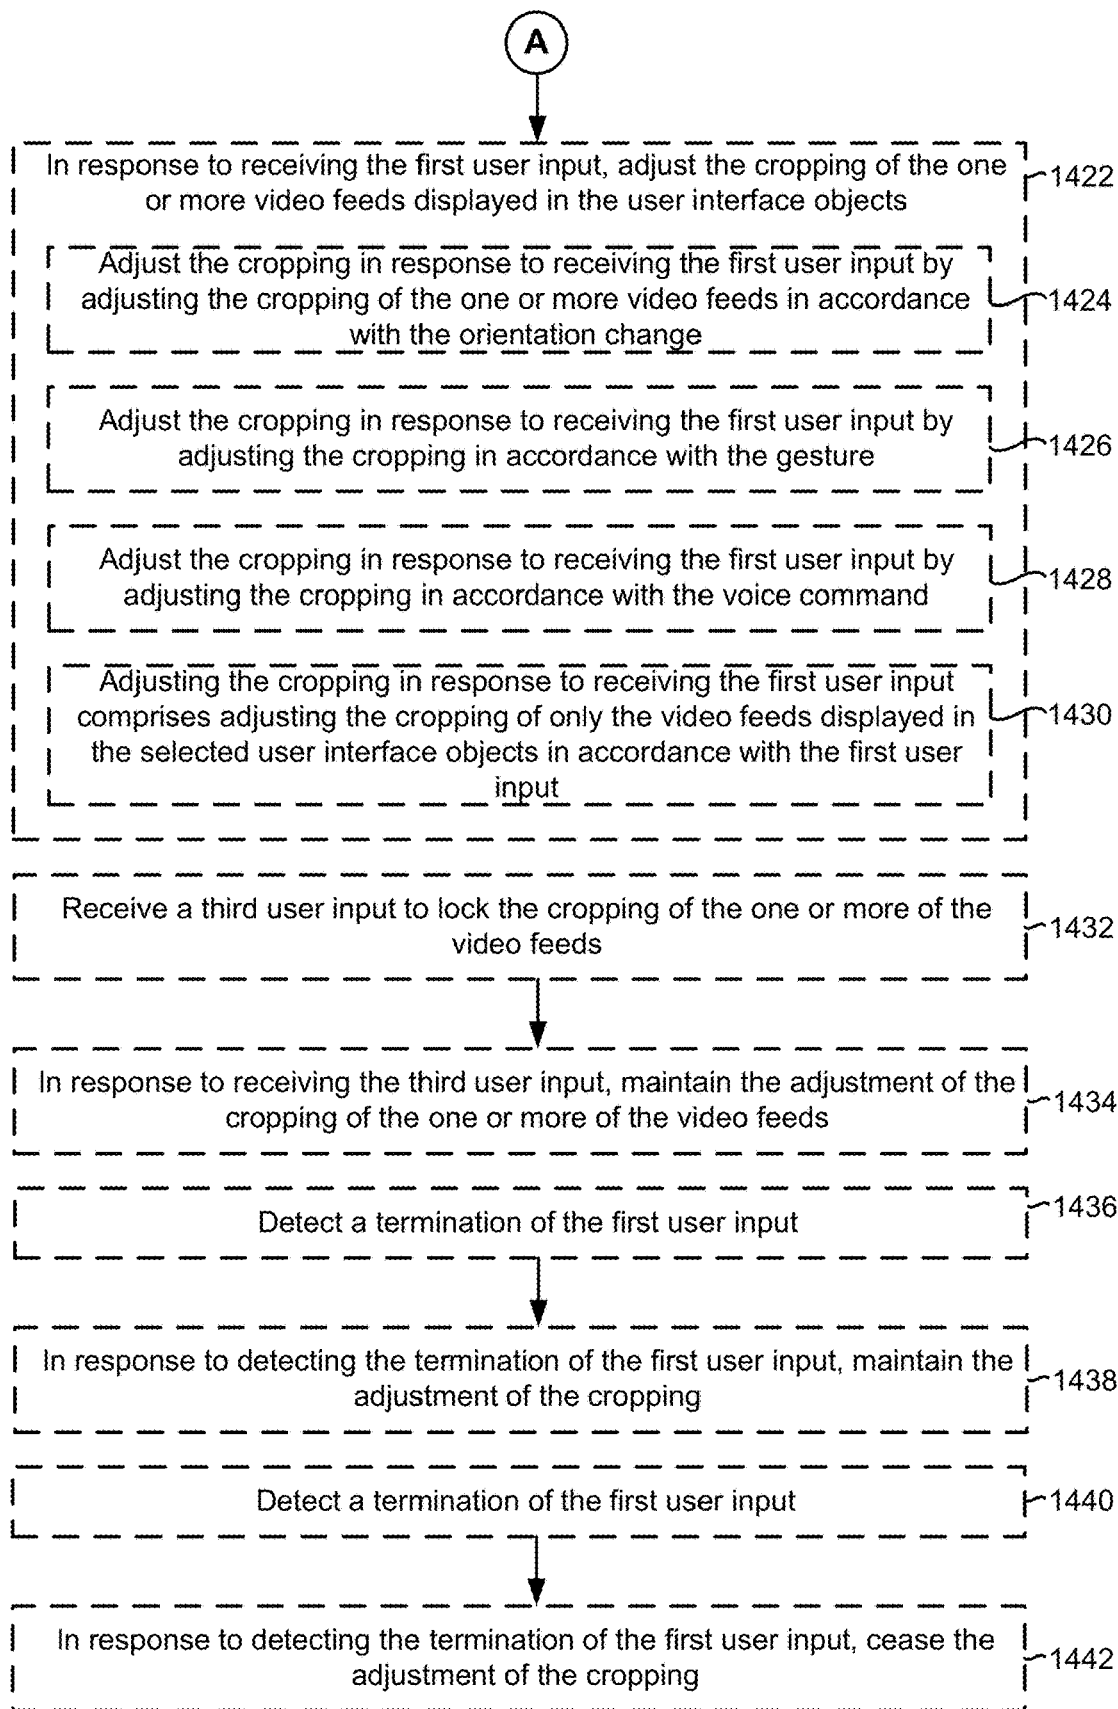 A
In response to receiving the first user input, adjust the cropping of the one
or more video feeds displayed in the user interface objects
1422
Adjust the cropping in response to receiving the first user input by
adjusting the cropping of the one or more video feeds in accordance
with the orientation change
1424
Adjust the cropping in response to receiving the first user input by
adjusting the cropping in accordance with the gesture
1426
Adjust the cropping in response to receiving the first user input by
adjusting the cropping in accordance with the voice command
1428
Adjusting the cropping in response to receiving the first user input
comprises adjusting the cropping of only the video feeds displayed in
the selected user interface objects in accordance with the first user
input
1430
Receive a third user input to lock the cropping of the one or more of the
video feeds
1432
In response to receiving the third user input, maintain the adjustment of the
cropping of the one or more of the video feeds
1434
Detect a termination of the first user input
1436
In response to detecting the termination of the first user input, maintain the
adjustment of the cropping
1438
Detect a termination of the first user input
1440
In response to detecting the termination of the first user input, cease the
adjustment of the cropping
1442